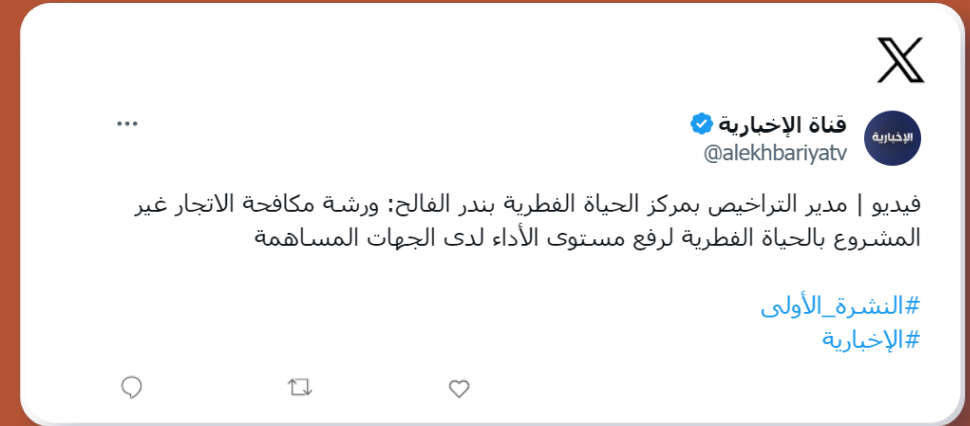 قناة الإخبارية
الإخبارية
@alekhbariyatv
فيديو | مدير التراخيص بمركز الحياة الفطرية بندر الفالح: ورشة مكافحة الاتجار غير
المشروع بالحياة الفطرية لرفع مستوى الأداء لدى الجهات المساهمة
#النشرة_الأولى
#الإخبارية